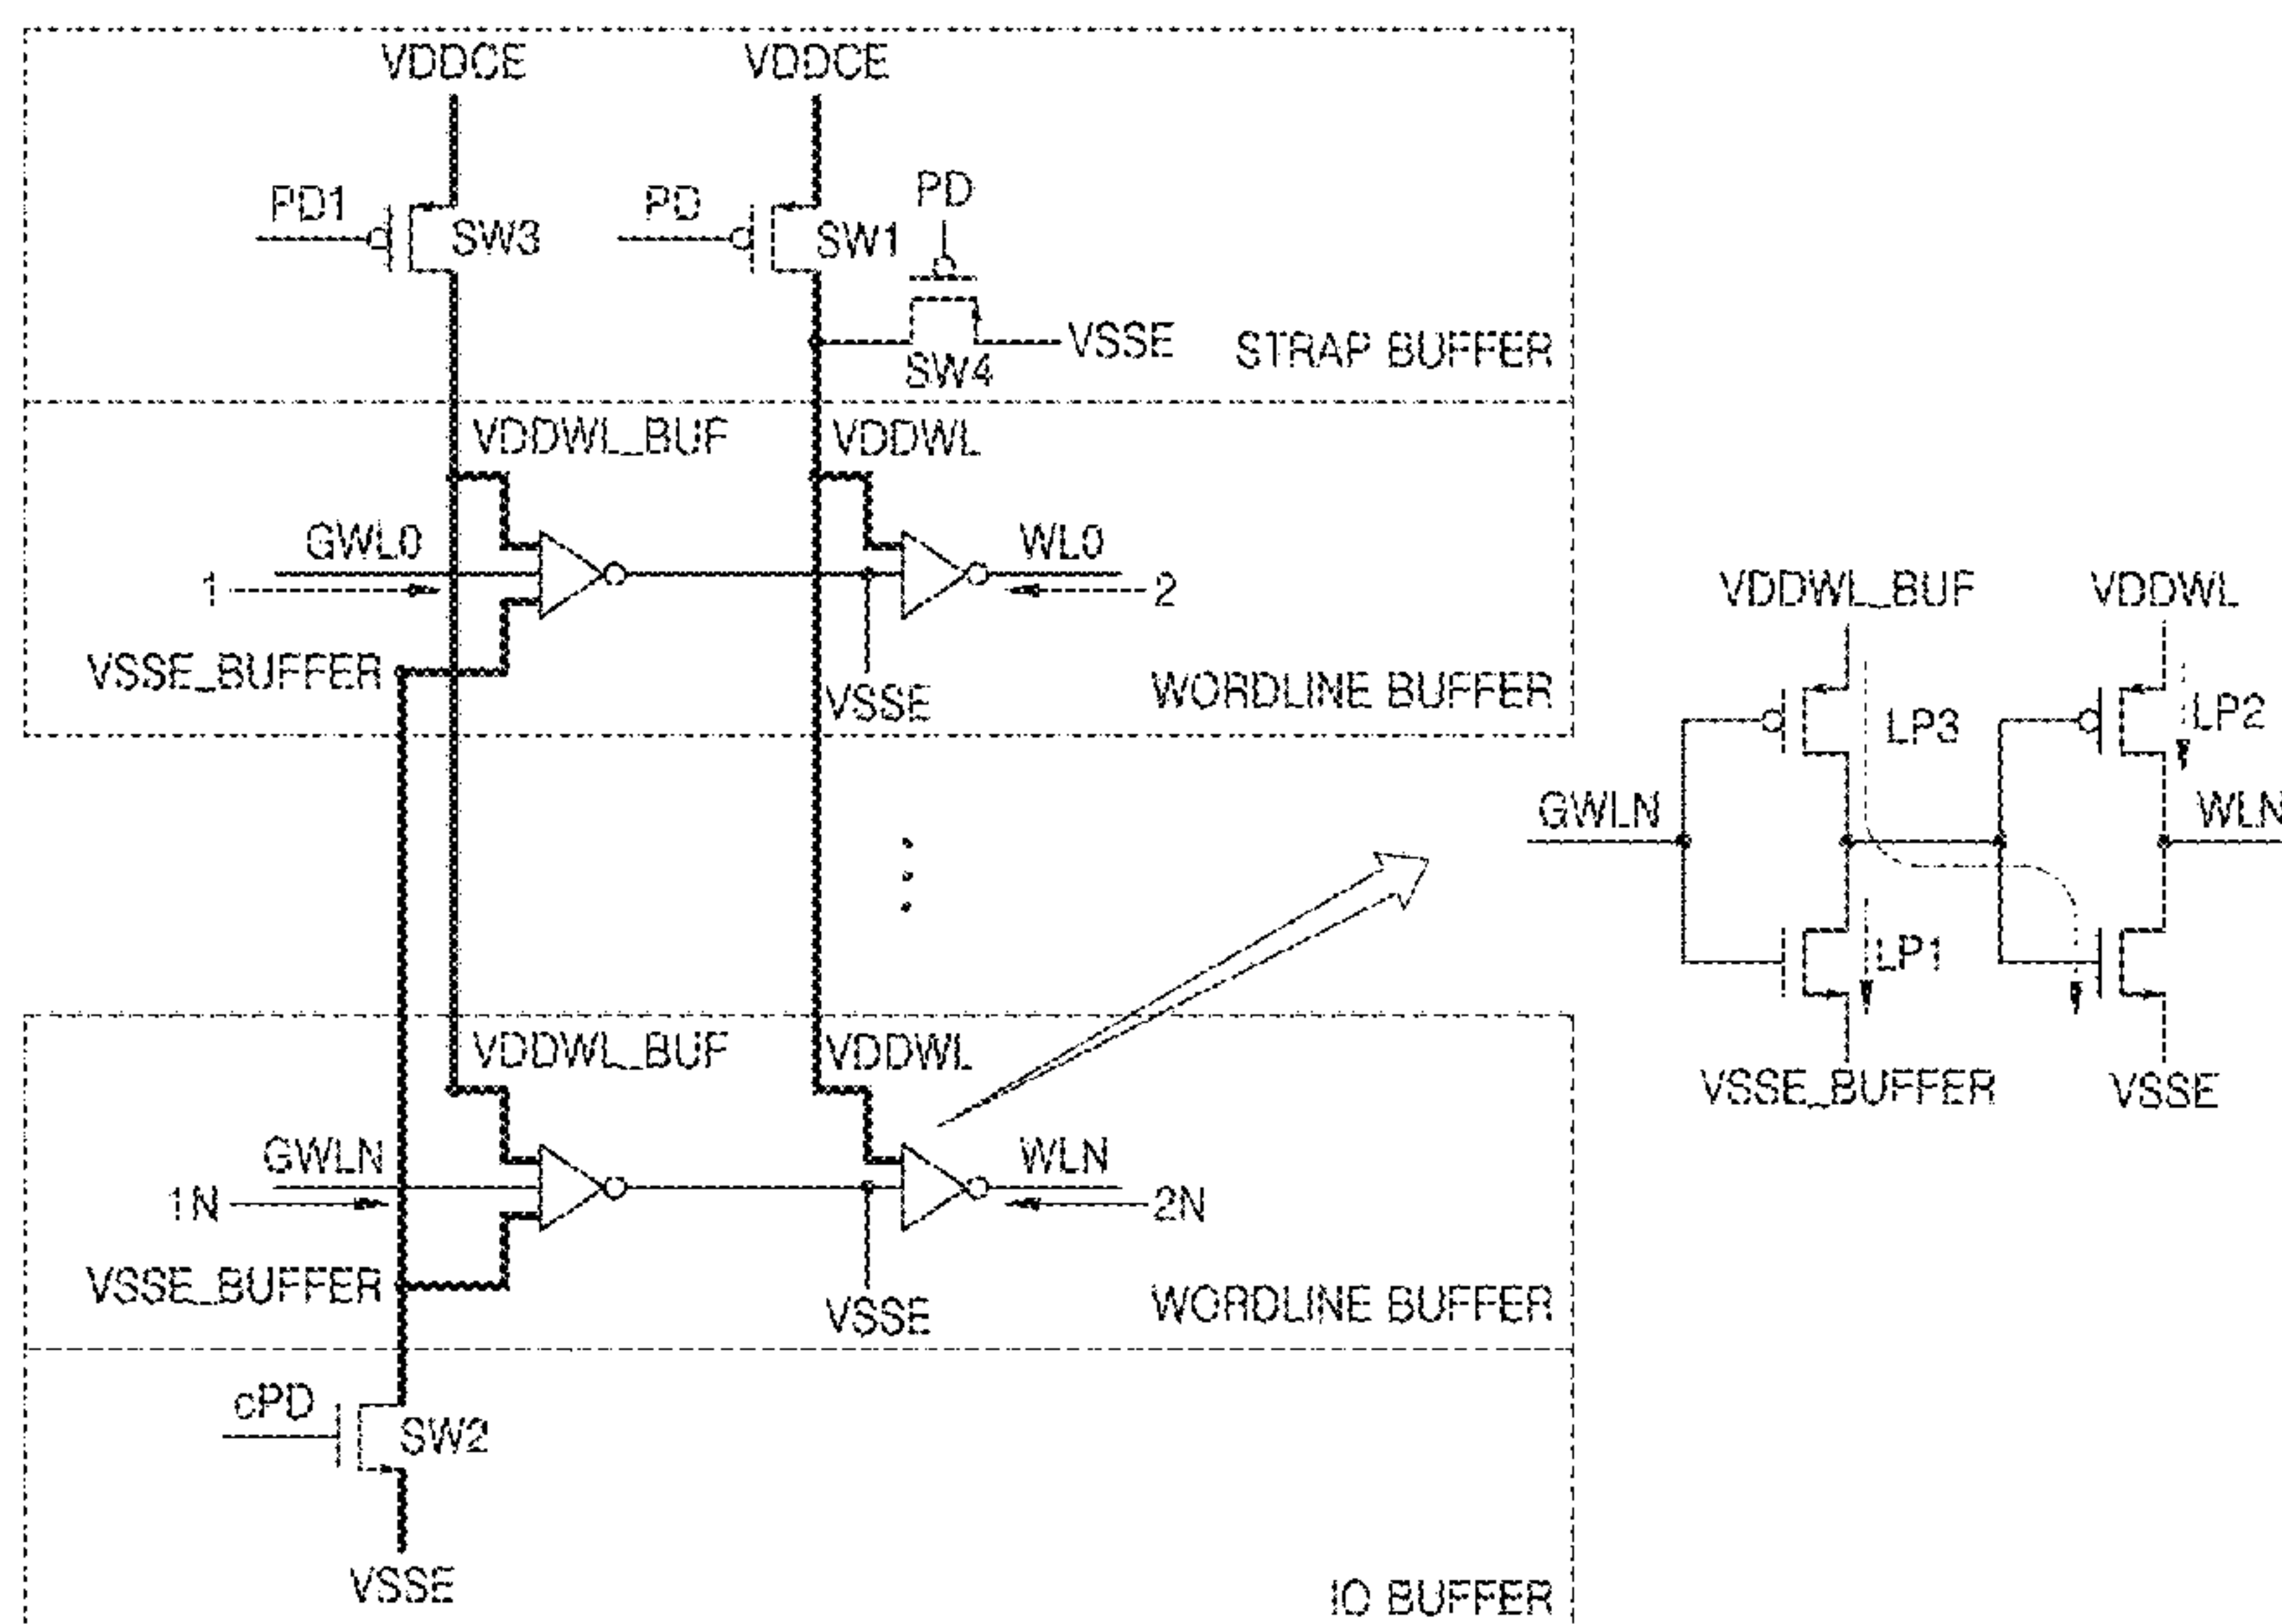 VDDCE VDDCE
PD1 SW3 PD SW1 PD
SW4 VSSE STRAP BUFFER
VDDWL_BUF VDDWL
GWL0 WL0
1 2
VSSE_BUFFER VSSE WORDLINE BUFFER
VDDWL_BUF VDDWL
LP3 LP2
GWLN WLN
LP1
VSSE_BUFFER VSSE
VDDWL_BUF VDDWL
GWLN WLN
1N 2N
VSSE_BUFFER VSSE WORDLINE BUFFER
cPD SW2
VSSE IO BUFFER